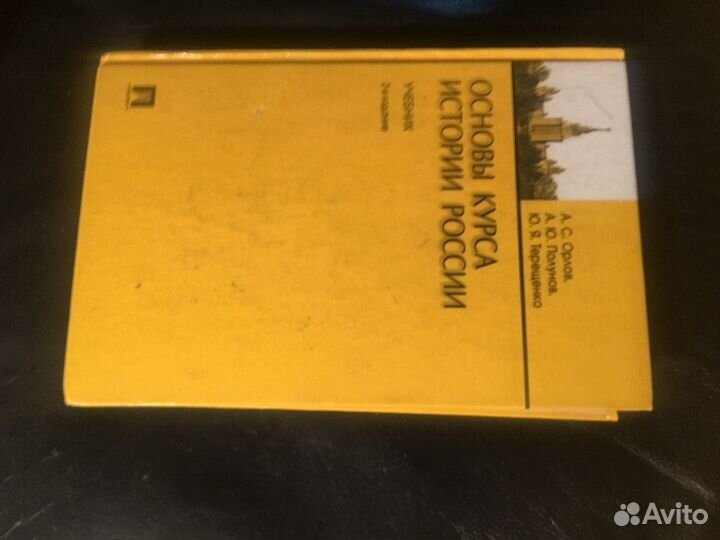 А. С. Орлов,
А. Ю. Полунов,
Ю. Я. Терещенко
ОСНОВЫ КУРСА
ИСТОРИИ РОССИИ
УЧЕБНИК
2-е издание
Avito